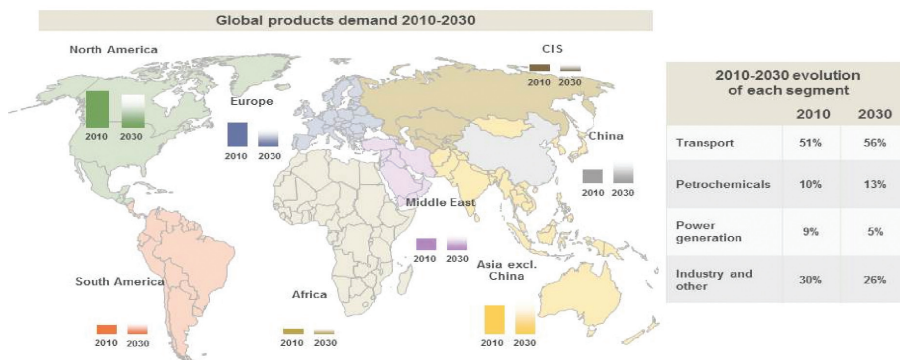 Global products demand 2010-2030
North America
2010 2030
Europe
2010 2030
CIS
2010 2030
China
2010 2030
Middle East
2010 2030
Asia excl.
China
2010 2030
South America
2010 2030
Africa
2010 2030
2010-2030 evolution
of each segment
2010 2030
Transport 51% 56%
Petrochemicals 10% 13%
Power
generation 9% 5%
Industry and
other 30% 26%